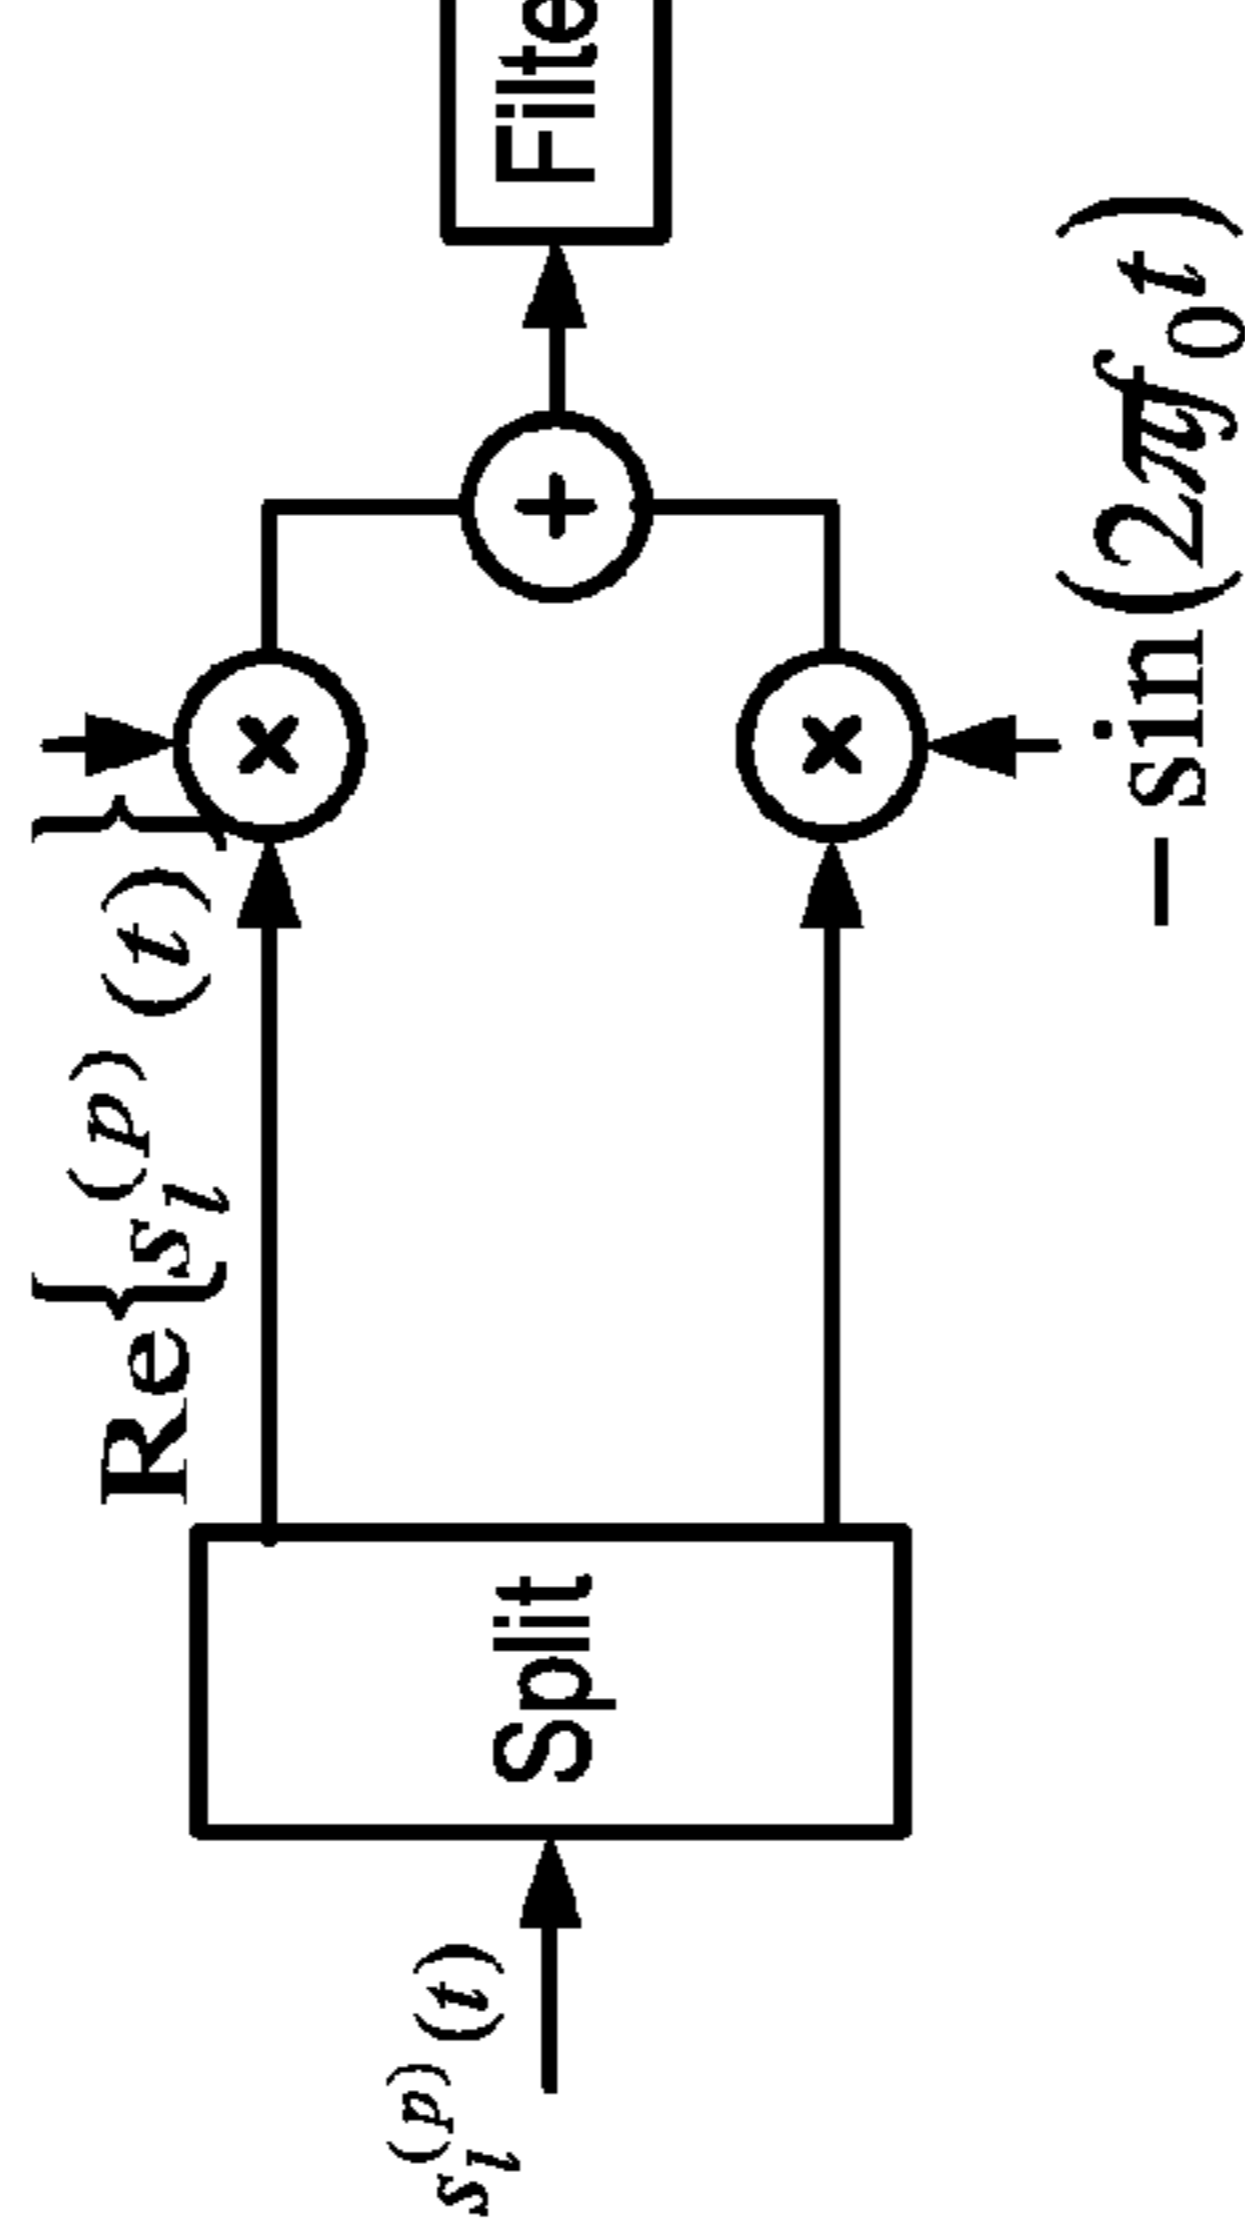 s_l^(p)(t)
Split
Re{s_l^(p)(t)}
× 
×
− sin(2πf_0t)
+
Filte